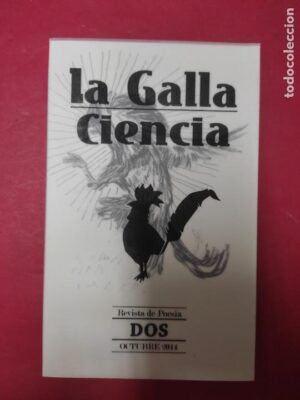 la Galla
Ciencia
Revista de Poesía
DOS
OCTUBRE 2014
todocoleccion